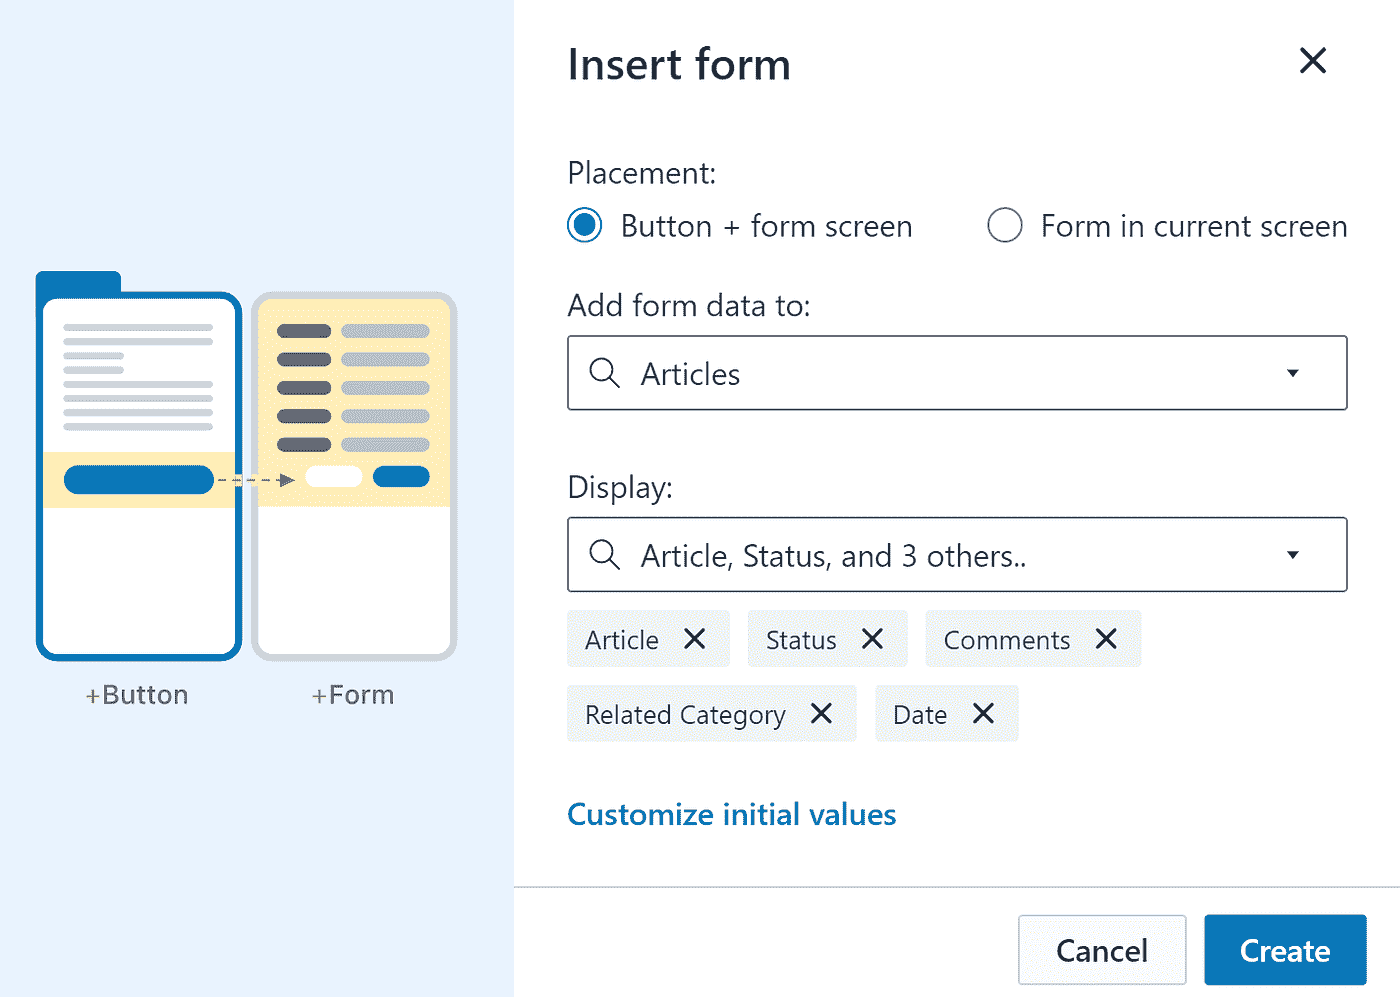 Insert form
Placement:
Button + form screen
Form in current screen
Add form data to:
Articles
Display:
Article, Status, and 3 others..
Article
Status
Comments
Related Category
Date
Customize initial values
Cancel
Create
+Button
+Form